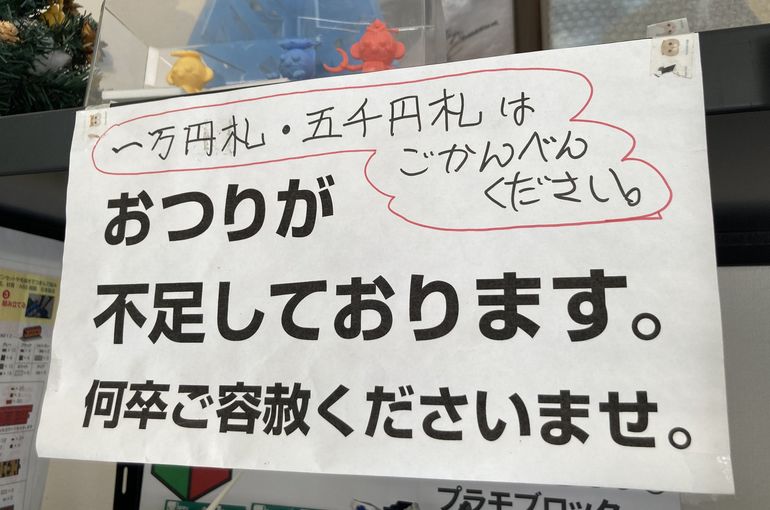 一万円札・五千円札は
ごかんべん
ください。
おつりが
不足しております。
何卒ご容赦くださいませ。
プラモブロック